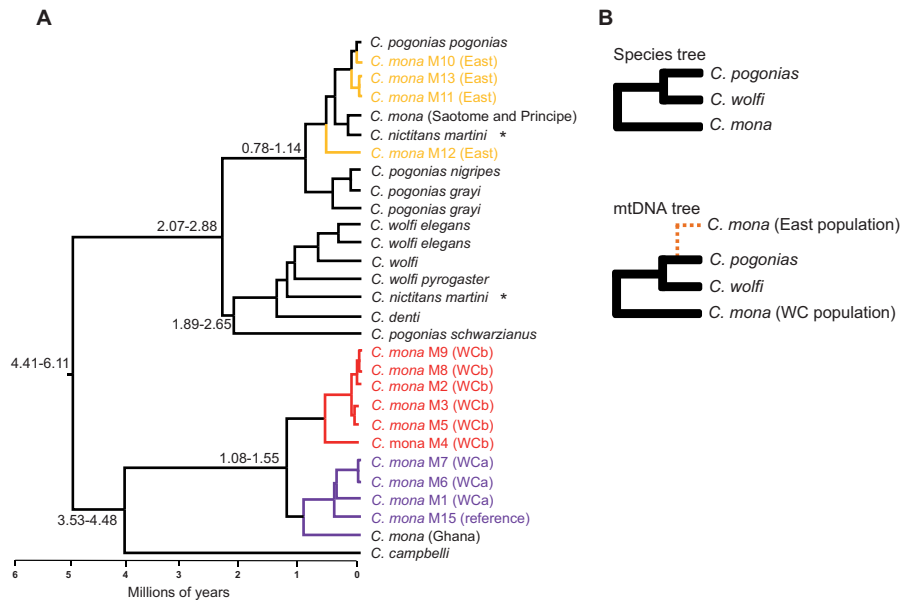 A
C. pogonias pogonias
C. mona M10 (East)
C. mona M13 (East)
C. mona M11 (East)
C. mona (Saotome and Principe)
C. nictitans martini *
C. mona M12 (East)
0.78-1.14
C. pogonias nigripes
C. pogonias grayi
C. pogonias grayi
2.07-2.88
C. wolfi elegans
C. wolfi elegans
C. wolfi
C. wolfi pyrogaster
C. nictitans martini *
C. denti
1.89-2.65
C. pogonias schwarzianus
4.41-6.11
C. mona M9 (WCb)
C. mona M8 (WCb)
C. mona M2 (WCb)
C. mona M3 (WCb)
C. mona M5 (WCb)
C. mona M4 (WCb)
1.08-1.55
C. mona M7 (WCa)
C. mona M6 (WCa)
C. mona M1 (WCa)
C. mona M15 (reference)
3.53-4.48
C. mona (Ghana)
C. campbelli
6 5 4 3 2 1 0
Millions of years
B
Species tree
C. pogonias
C. wolfi
C. mona
mtDNA tree
C. mona (East population)
C. pogonias
C. wolfi
C. mona (WC population)